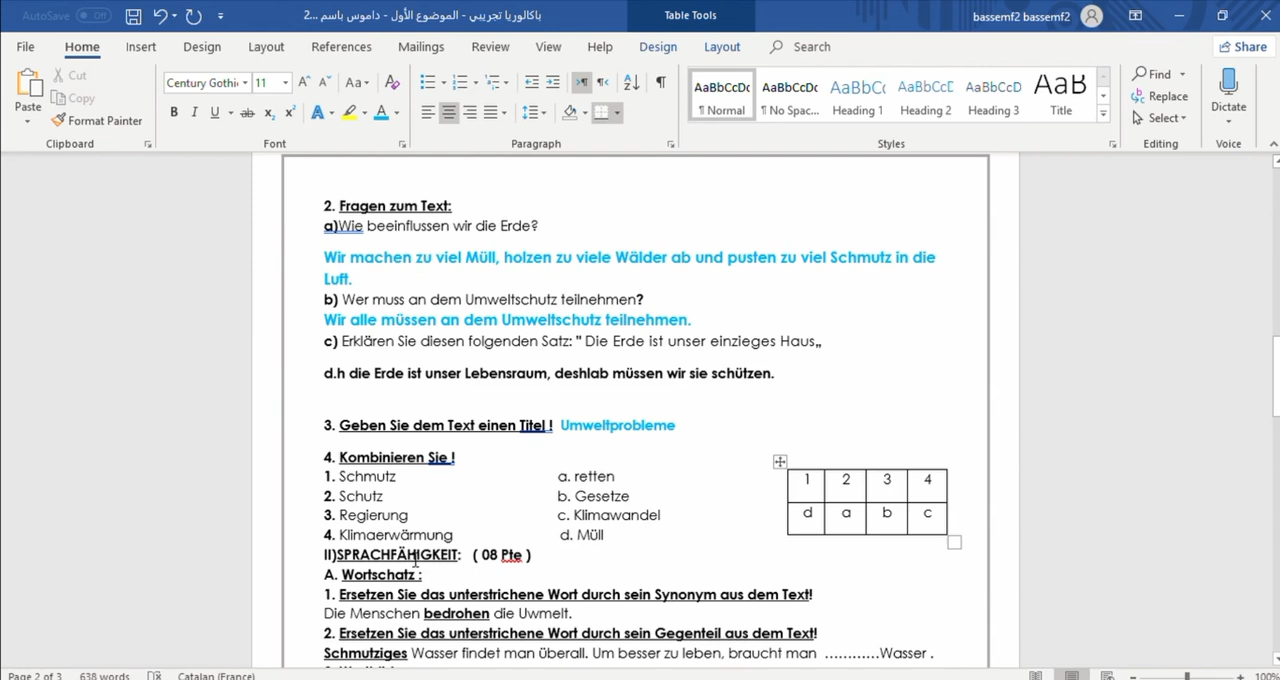 AutoSave Off
باكالوريا تجريبي - الموضوع الأول - داموس باسم ...2
Table Tools
bassemf2 bassemf2
File Home Insert Design Layout References Mailings Review View Help Design Layout Search Share
Paste
Cut
Copy
Format Painter
Clipboard
Century Gothi 11
Font
Paragraph
AaBbCcDc AaBbCcDc AaBbCc AaBbCcD AaBbCcDc AaB
¶ Normal ¶ No Spac... Heading 1 Heading 2 Heading 3 Title
Styles
Find
Replace
Select
Editing
Dictate
Voice
2. Fragen zum Text:
a)Wie beeinflussen wir die Erde?
Wir machen zu viel Müll, holzen zu viele Wälder ab und pusten zu viel Schmutz in die
Luft.
b) Wer muss an dem Umweltschutz teilnehmen?
Wir alle müssen an dem Umweltschutz teilnehmen.
c) Erklären Sie diesen folgenden Satz: " Die Erde ist unser einzieges Haus„
d.h die Erde ist unser Lebensraum, deshlab müssen wir sie schützen.
3. Geben Sie dem Text einen Titel ! Umweltprobleme
4. Kombinieren Sie !
1. Schmutz a. retten
2. Schutz b. Gesetze
3. Regierung c. Klimawandel
4. Klimaerwärmung d. Müll
1 2 3 4
d a b c
II)SPRACHFÄHIGKEIT: ( 08 Pte )
A. Wortschatz :
1. Ersetzen Sie das unterstrichene Wort durch sein Synonym aus dem Text!
Die Menschen bedrohen die Uwmelt.
2. Ersetzen Sie das unterstrichene Wort durch sein Gegenteil aus dem Text!
Schmutziges Wasser findet man überall. Um besser zu leben, braucht man ............Wasser .
Page 2 of 3 638 words Catalan (France) 100%